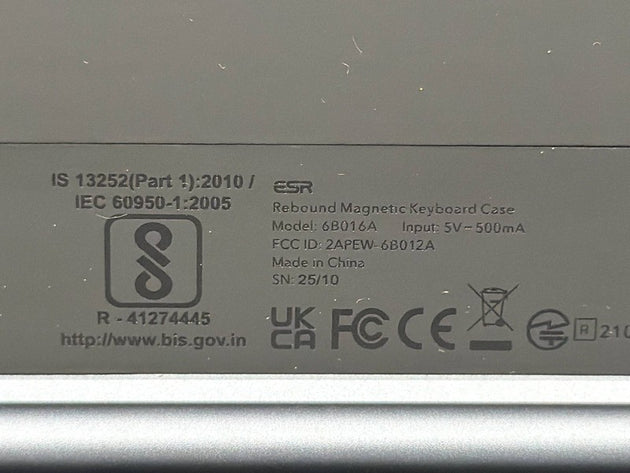 IS 13252(Part 1):2010 /
IEC 60950-1:2005
R - 41274445
http://www.bis.gov.in
ESR
Rebound Magnetic Keyboard Case
Model: 6B016A Input: 5V⎓500mA
FCC ID: 2APEW-6B012A
Made in China
SN: 25/10
UK
CA
FC CE
R 210